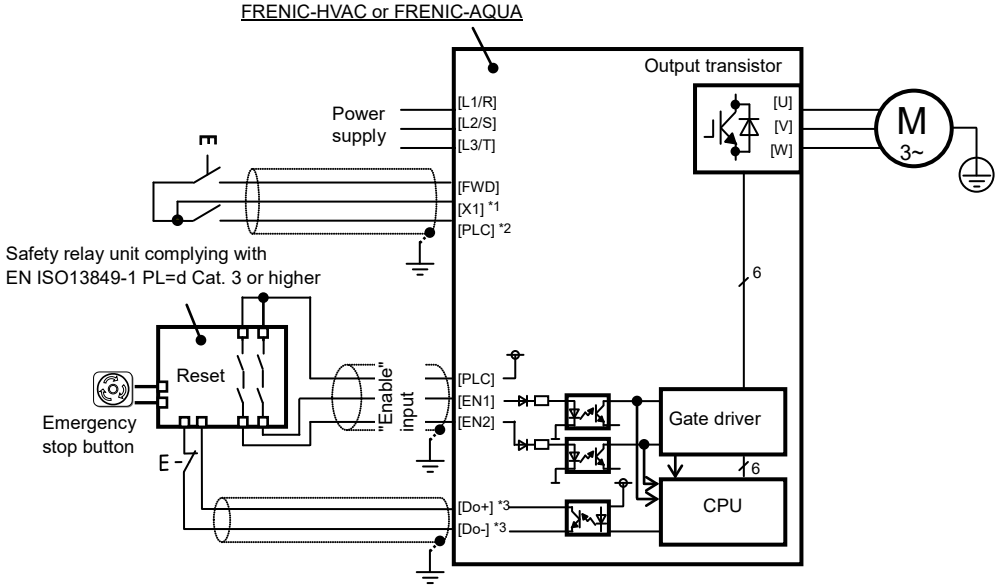 FRENIC-HVAC or FRENIC-AQUA
Output transistor
Power
supply
[L1/R]
[L2/S]
[L3/T]
[U]
[V]
[W]
M
3~
[FWD]
[X1] *1
[PLC] *2
Safety relay unit complying with
EN ISO13849-1 PL=d Cat. 3 or higher
6
Reset
Emergency
stop button
"Enable"
input
[PLC]
[EN1]
[EN2]
Gate driver
6
CPU
[Do+] *3
[Do-] *3